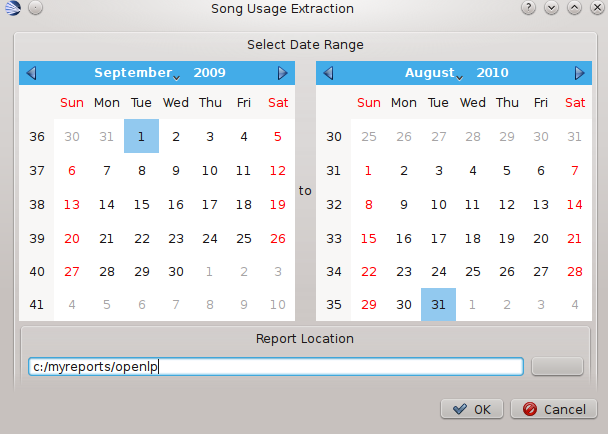 Song Usage Extraction
Select Date Range
September 2009
Sun Mon Tue Wed Thu Fri Sat
36 30 31 1 2 3 4 5
37 6 7 8 9 10 11 12
38 13 14 15 16 17 18 19
39 20 21 22 23 24 25 26
40 27 28 29 30 1 2 3
41 4 5 6 7 8 9 10
to
August 2010
Sun Mon Tue Wed Thu Fri Sat
30 25 26 27 28 29 30 31
31 1 2 3 4 5 6 7
32 8 9 10 11 12 13 14
33 15 16 17 18 19 20 21
34 22 23 24 25 26 27 28
35 29 30 31 1 2 3 4
Report Location
c:/myreports/openlp
OK Cancel